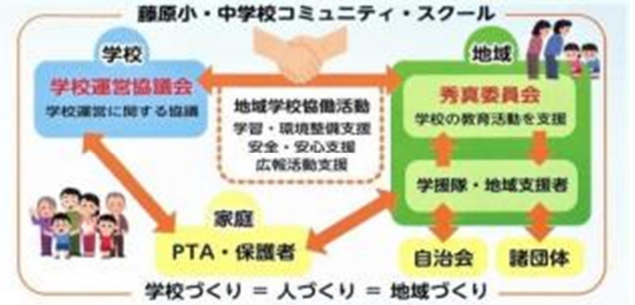 藤原小・中学校コミュニティ・スクール
学校
学校運営協議会
学校運営に関する協議
地域学校協働活動
学習・環境整備支援
安全・安心支援
広報活動支援
地域
秀真委員会
学校の教育活動を支援
学援隊・地域支援者
家庭
PTA・保護者
自治会
諸団体
学校づくり = 人づくり = 地域づくり